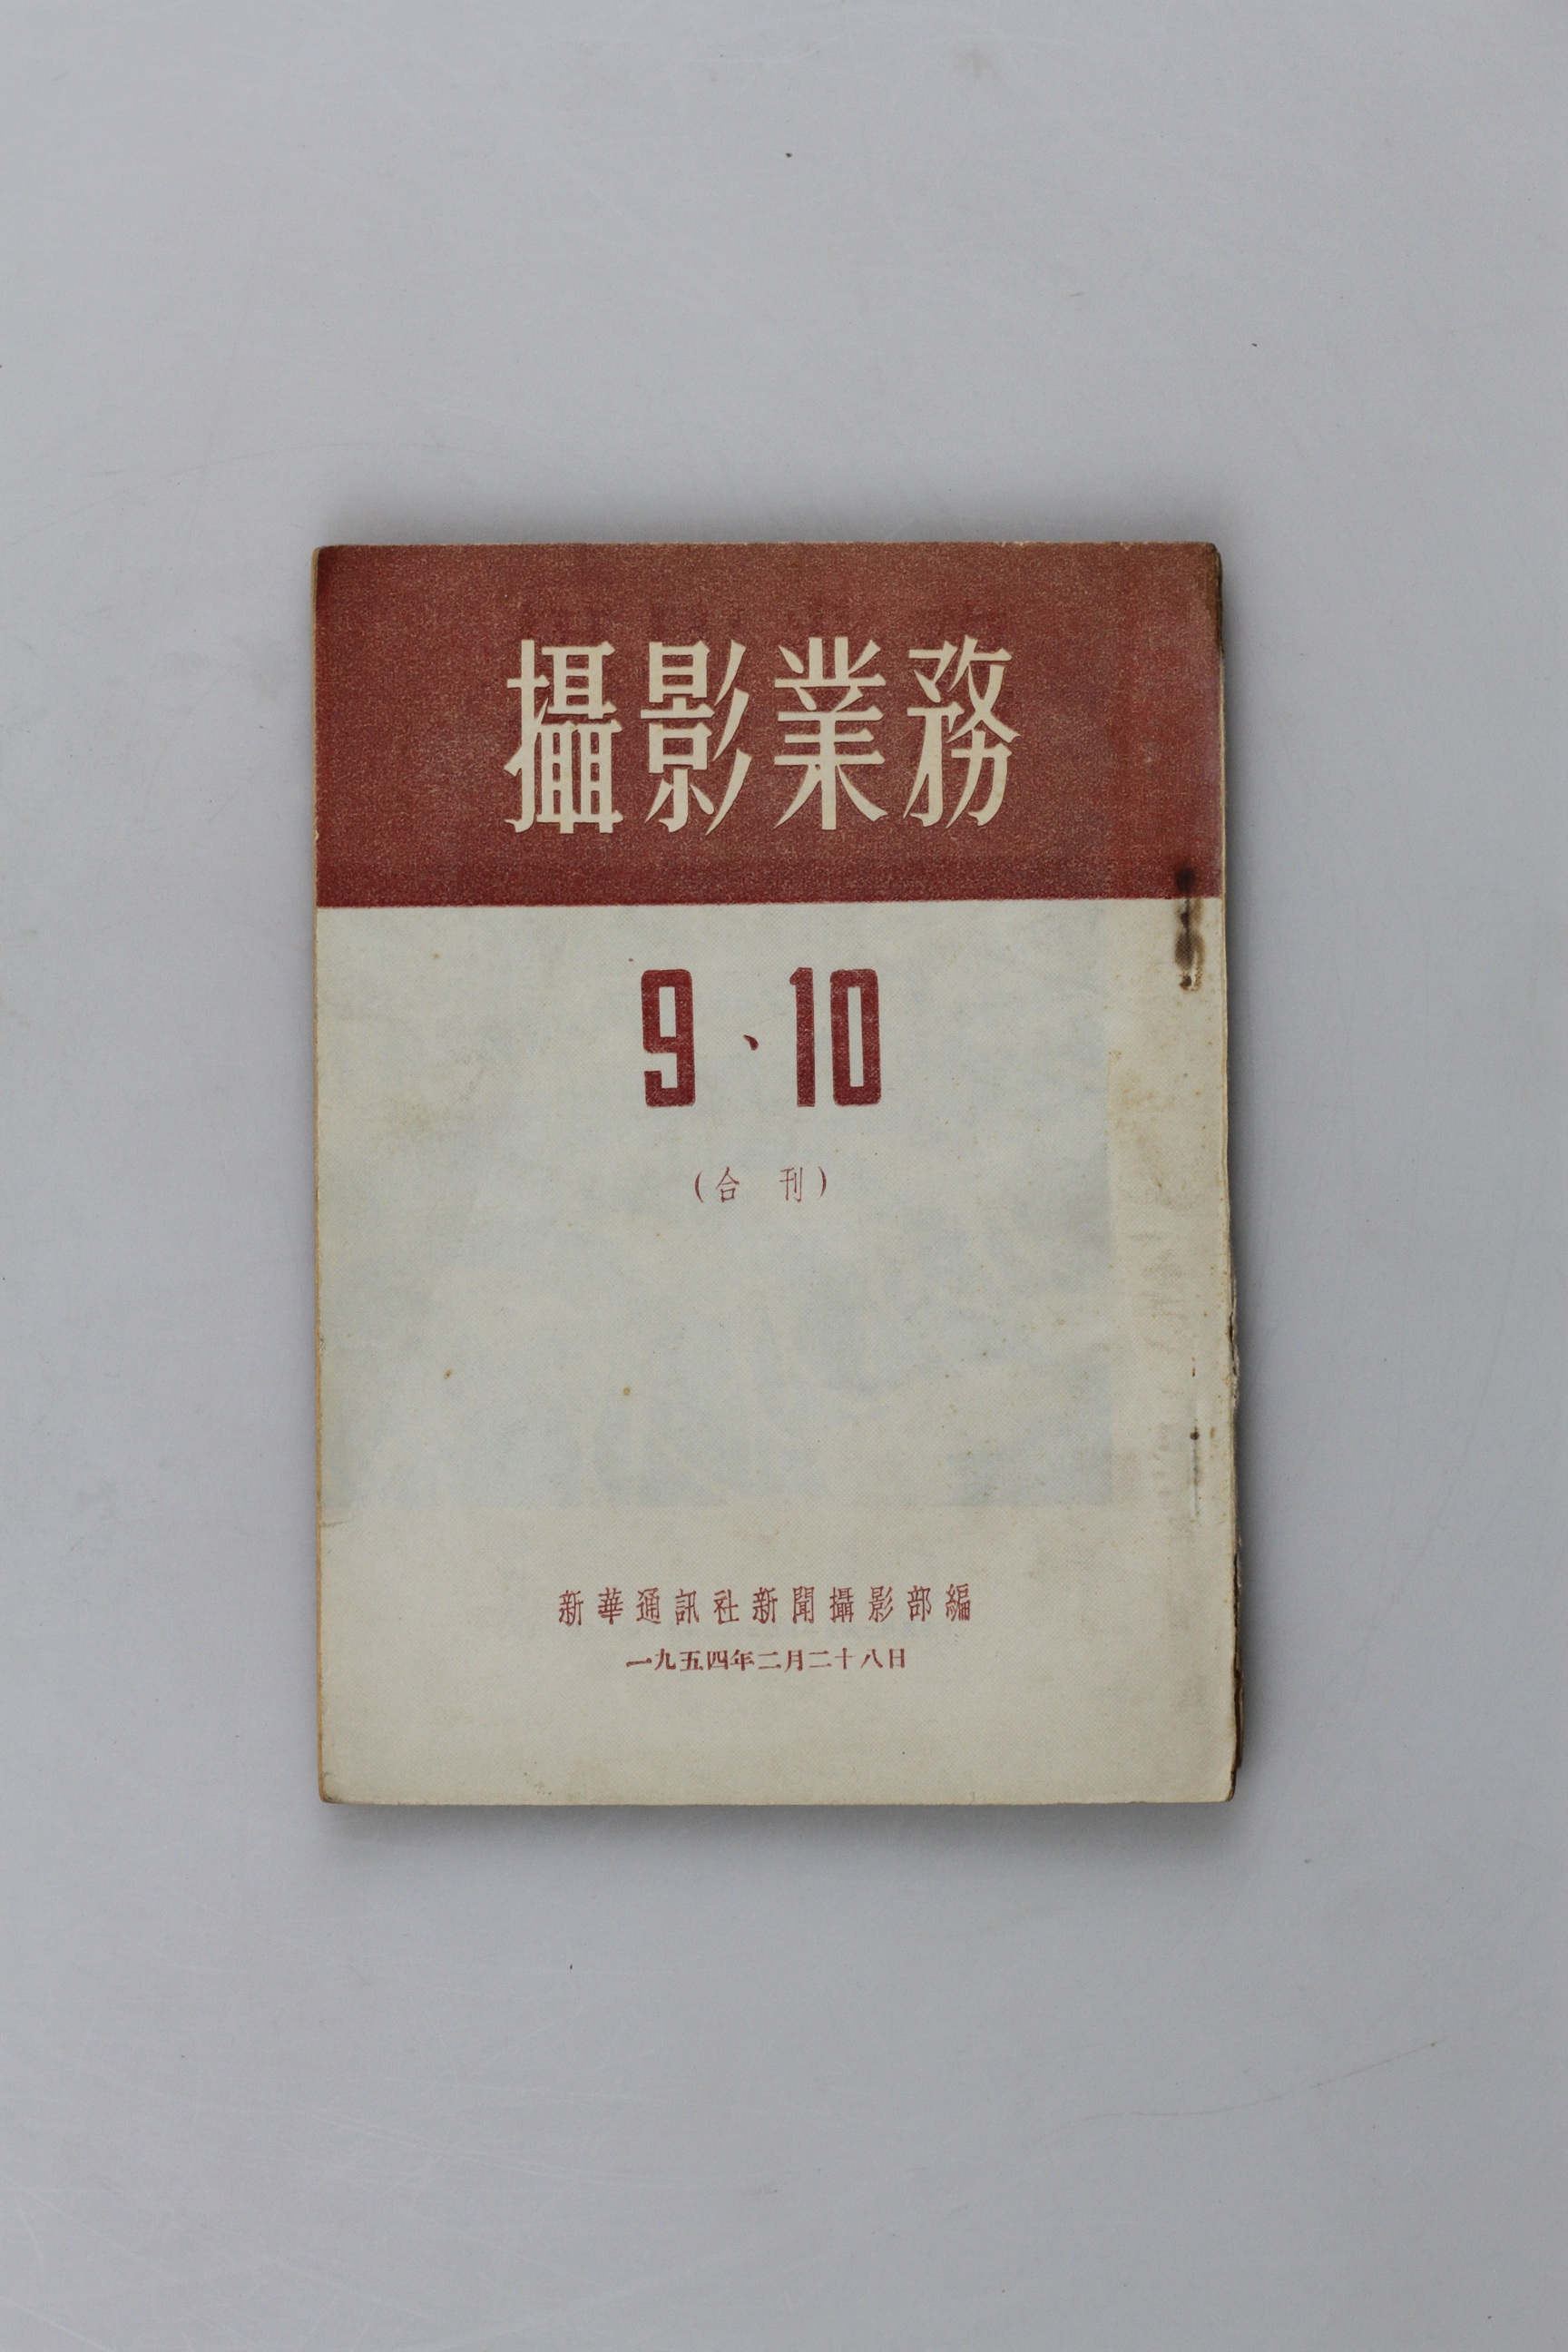 攝影業務
9、10
(合刊)
新華通訊社新聞攝影部編
一九五四年二月二十八日